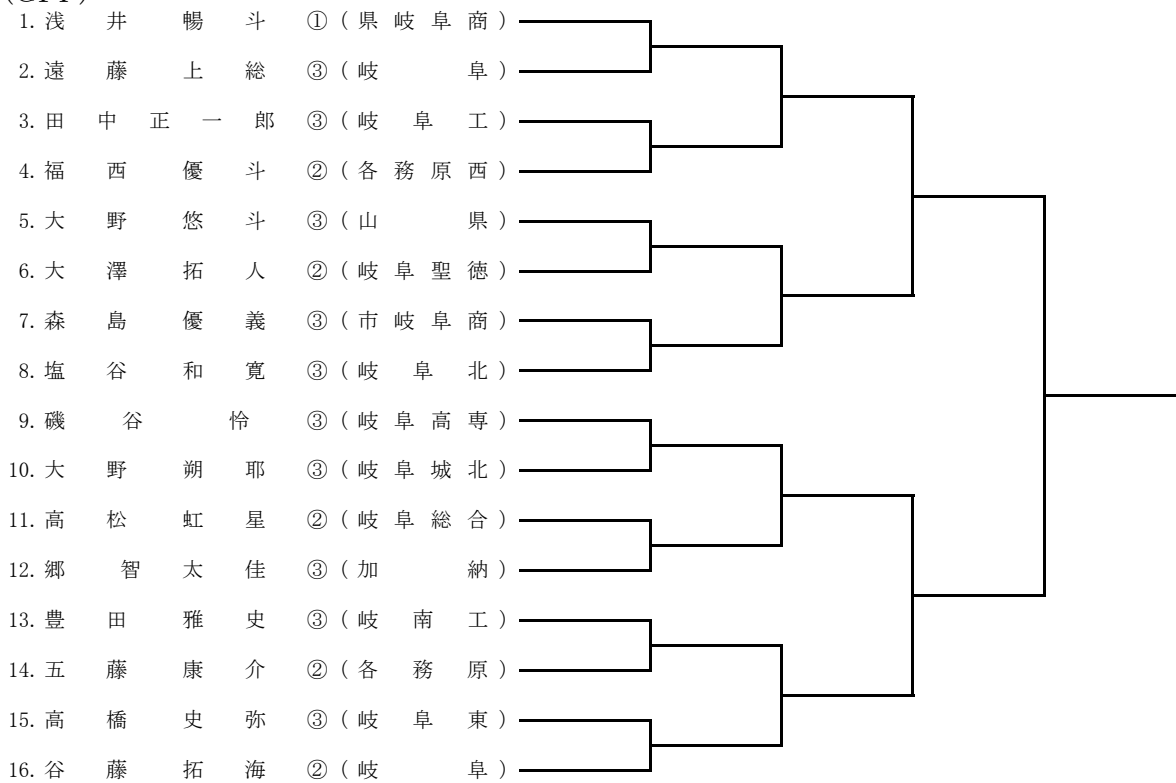 1. 浅井暢斗 ① (県岐阜商)
2. 遠藤上総 ③ (岐阜)
3. 田中正一郎 ③ (岐阜工)
4. 福西優斗 ② (各務原西)
5. 大野悠斗 ③ (山県)
6. 大澤拓人 ② (岐阜聖徳)
7. 森島優義 ③ (市岐阜商)
8. 塩谷和寛 ③ (岐阜北)
9. 磯谷怜 ③ (岐阜高専)
10. 大野朔耶 ③ (岐阜城北)
11. 高松虹星 ② (岐阜総合)
12. 郷智太佳 ③ (加納)
13. 豊田雅史 ③ (岐南工)
14. 五藤康介 ② (各務原)
15. 高橋史弥 ③ (岐阜東)
16. 谷藤拓海 ② (岐阜)